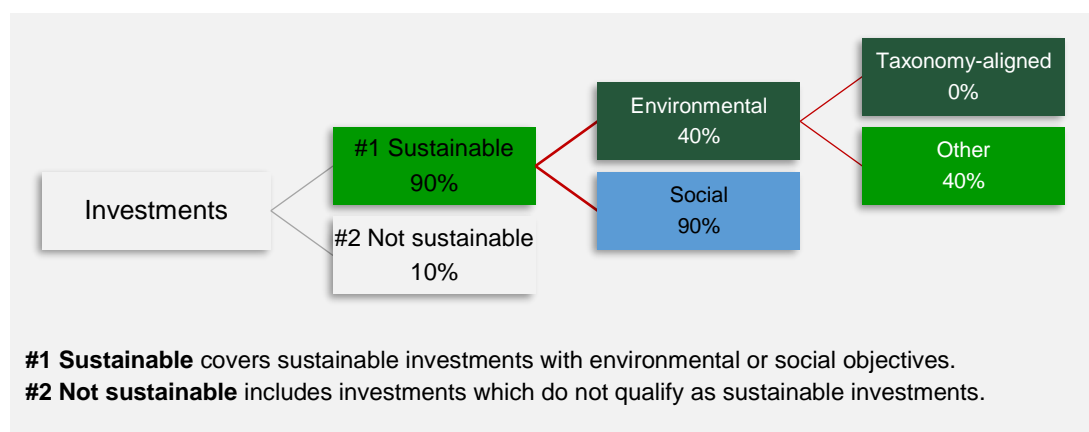 Investments
#1 Sustainable
90%
#2 Not sustainable
10%
Environmental
40%
Social
90%
Taxonomy-aligned
0%
Other
40%
#1 Sustainable covers sustainable investments with environmental or social objectives.
#2 Not sustainable includes investments which do not qualify as sustainable investments.